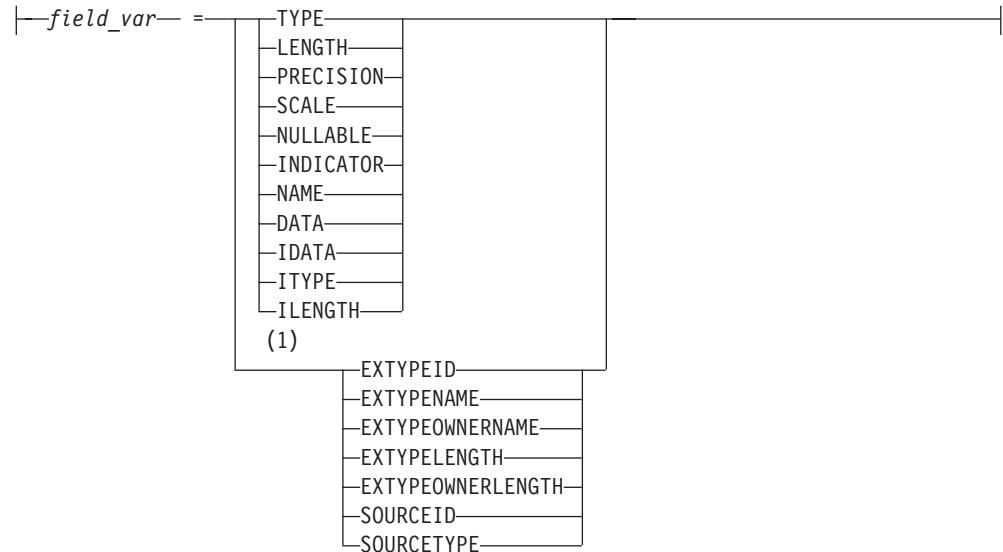 field_var = TYPE
LENGTH
PRECISION
SCALE
NULLABLE
INDICATOR
NAME
DATA
IDATA
ITYPE
ILENGTH
(1)
EXTYPEID
EXTYPENAME
EXTYPEOWNERNAME
EXTYPELENGTH
EXTYPEOWNERLENGTH
SOURCEID
SOURCETYPE